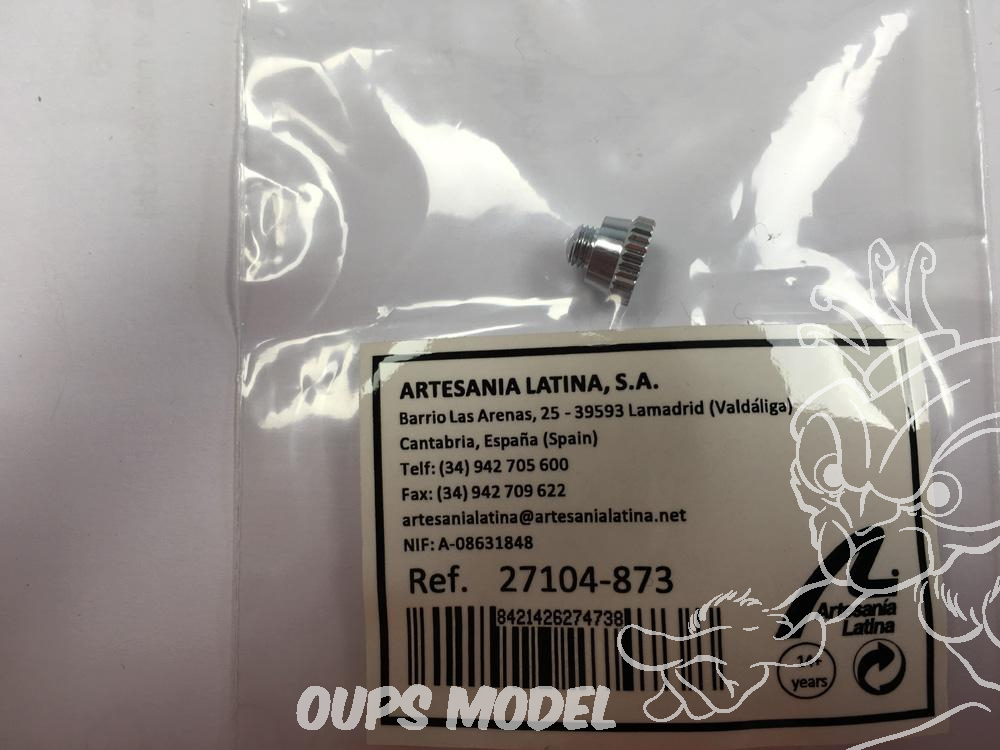 ARTESANIA LATINA, S.A.
Barrio Las Arenas, 25 - 39593 Lamadrid (Valdáliga)
Cantabria, España (Spain)
Telf: (34) 942 705 600
Fax: (34) 942 709 622
artesanialatina@artesanialatina.net
NIF: A-08631848
Ref. 27104-873
8421426274738
Artesanía
Latina
14+
years
OUPS MODEL